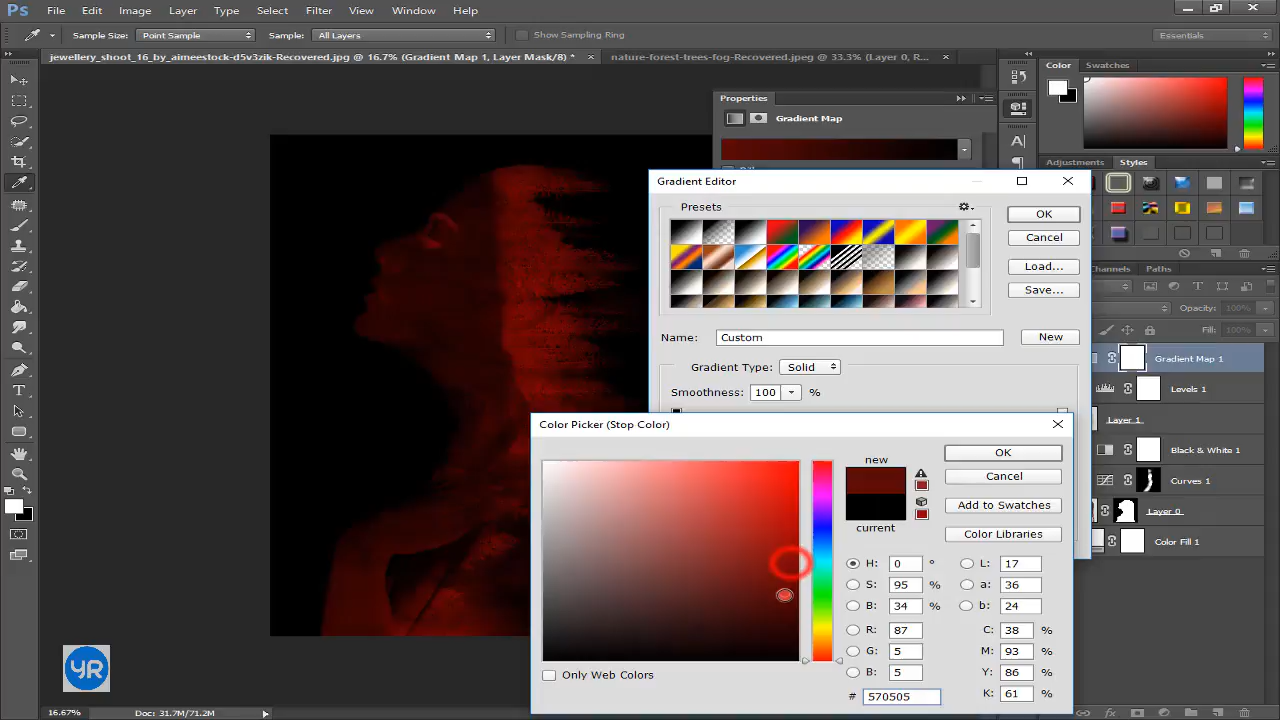 Ps File Edit Image Layer Type Select Filter View Window Help
Sample Size: Point Sample Sample: All Layers Show Sampling Ring Essentials
jewellery_shoot_16_by_aimeestock-d5v3zik-Recovered.jpg @ 16.7% (Gradient Map 1, Layer Mask/8) * × nature-forest-trees-fog-Recovered.jpeg @ 33.3% (Layer 0, R... ×
Color Swatches
Properties
Gradient Map
Adjustments Styles
Gradient Editor
Presets
OK
Cancel
Load...
Save...
Name: Custom New
Gradient Type: Solid
Smoothness: 100 %
Channels Paths
Opacity: 100%
Fill: 100%
Gradient Map 1
Levels 1
Layer 1
Black & White 1
Curves 1
Layer 0
Color Fill 1
Color Picker (Stop Color)
new
current
OK
Cancel
Add to Swatches
Color Libraries
H: 0 ° L: 17
S: 95 % a: 36
B: 34 % b: 24
R: 87 C: 38 %
G: 5 M: 93 %
B: 5 Y: 86 %
# 570505 K: 61 %
Only Web Colors
YR
16.67% Doc: 31.7M/71.2M